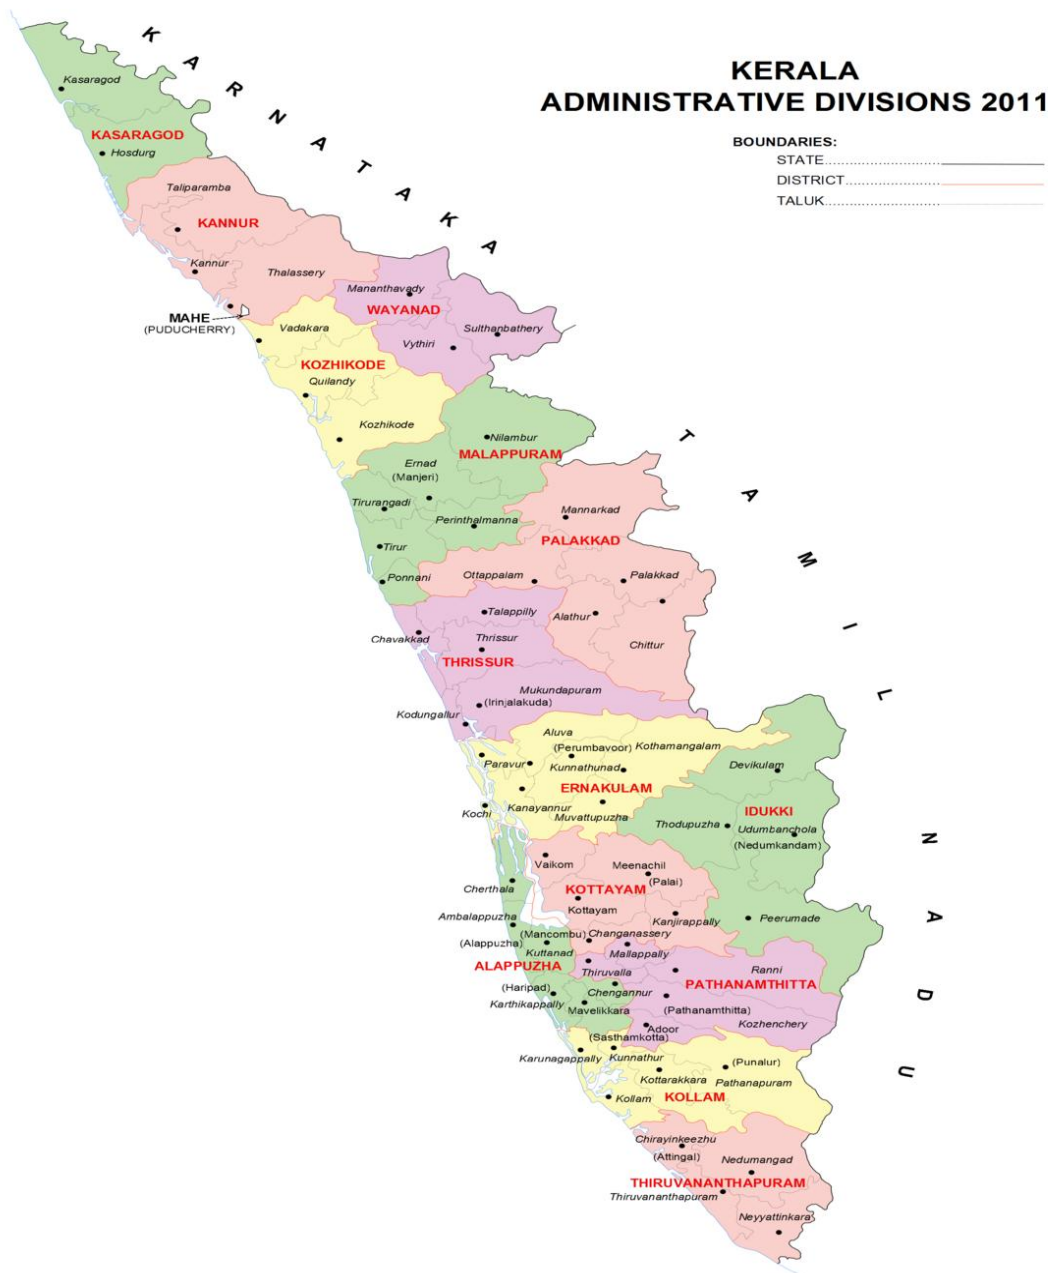 KERALA
ADMINISTRATIVE DIVISIONS 2011
BOUNDARIES:
STATE
DISTRICT
TALUK
KARNATAKA
TAMIL NADU
Kasaragod
KASARAGOD
Hosdurg
Taliparamba
KANNUR
Kannur
Thalassery
MAHE
(PUDUCHERRY)
Mananthavady
WAYANAD
Sulthanbathery
Vythiri
Vadakara
KOZHIKODE
Quilandy
Kozhikode
Nilambur
MALAPPURAM
Ernad
(Manjeri)
Tirurangadi
Perinthalmanna
Tirur
Ponnani
Mannarkad
PALAKKAD
Ottappalam
Palakkad
Alathur
Chittur
Talappilly
Chavakkad
Thrissur
THRISSUR
Mukundapuram
(Irinjalakuda)
Kodungallur
Aluva
(Perumbavoor)
Kothamangalam
Paravur
Kunnathunad
ERNAKULAM
Kanayannur
Kochi
Muvattupuzha
Devikulam
IDUKKI
Thodupuzha
Udumbanchola
(Nedumkandam)
Peerumade
Vaikom
Meenachil
(Palai)
KOTTAYAM
Kottayam
Kanjirappally
Changanassery
Cherthala
Ambalappuzha
(Alappuzha)
(Mancombu)
Kuttanad
ALAPPUZHA
(Haripad)
Karthikappally
Chengannur
Mavelikkara
Mallappally
Thiruvalla
Ranni
PATHANAMTHITTA
(Pathanamthitta)
Kozhenchery
Adoor
(Sasthamkotta)
Kunnathur
Karunagappally
(Punalur)
Kottarakkara
Pathanapuram
KOLLAM
Kollam
Chirayinkeezhu
(Attingal)
Nedumangad
THIRUVANANTHAPURAM
Thiruvananthapuram
Neyyattinkara